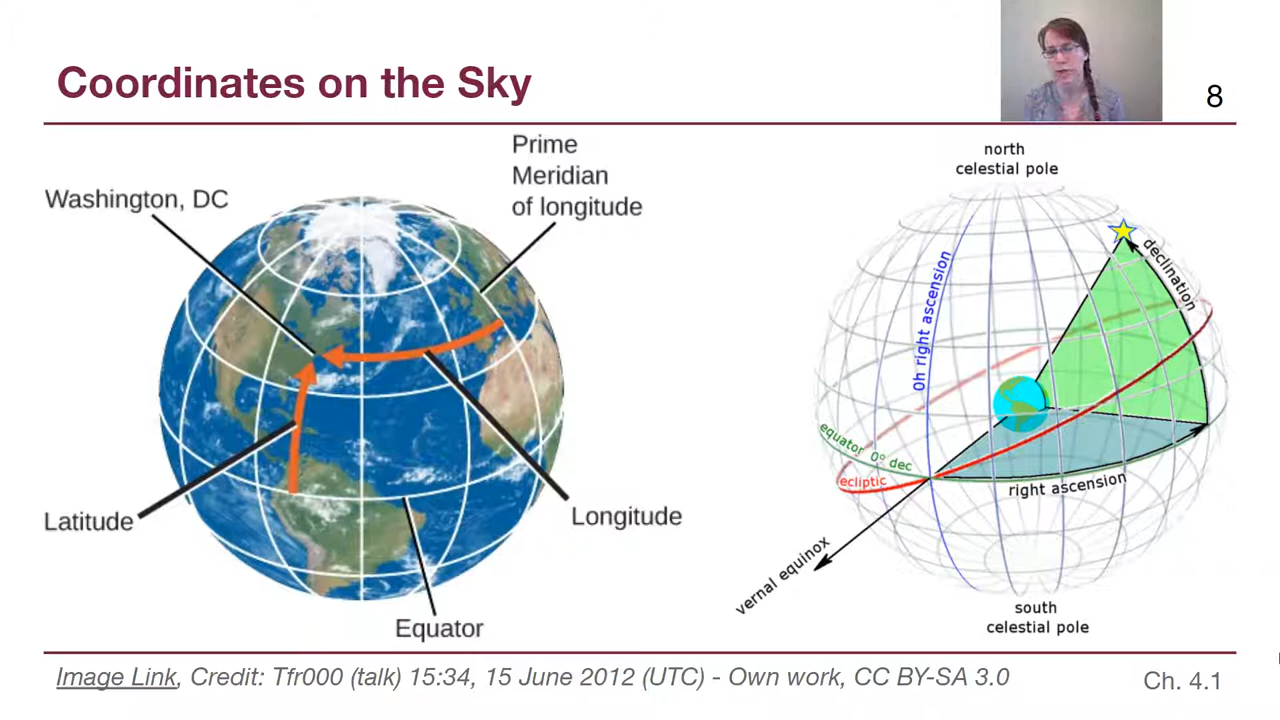 Coordinates on the Sky
8
Prime
Meridian
of longitude
Washington, DC
Latitude
Longitude
Equator
north
celestial pole
0h right ascension
declination
equator 0° dec
ecliptic
right ascension
vernal equinox
south
celestial pole
Image Link, Credit: Tfr000 (talk) 15:34, 15 June 2012 (UTC) - Own work, CC BY-SA 3.0
Ch. 4.1